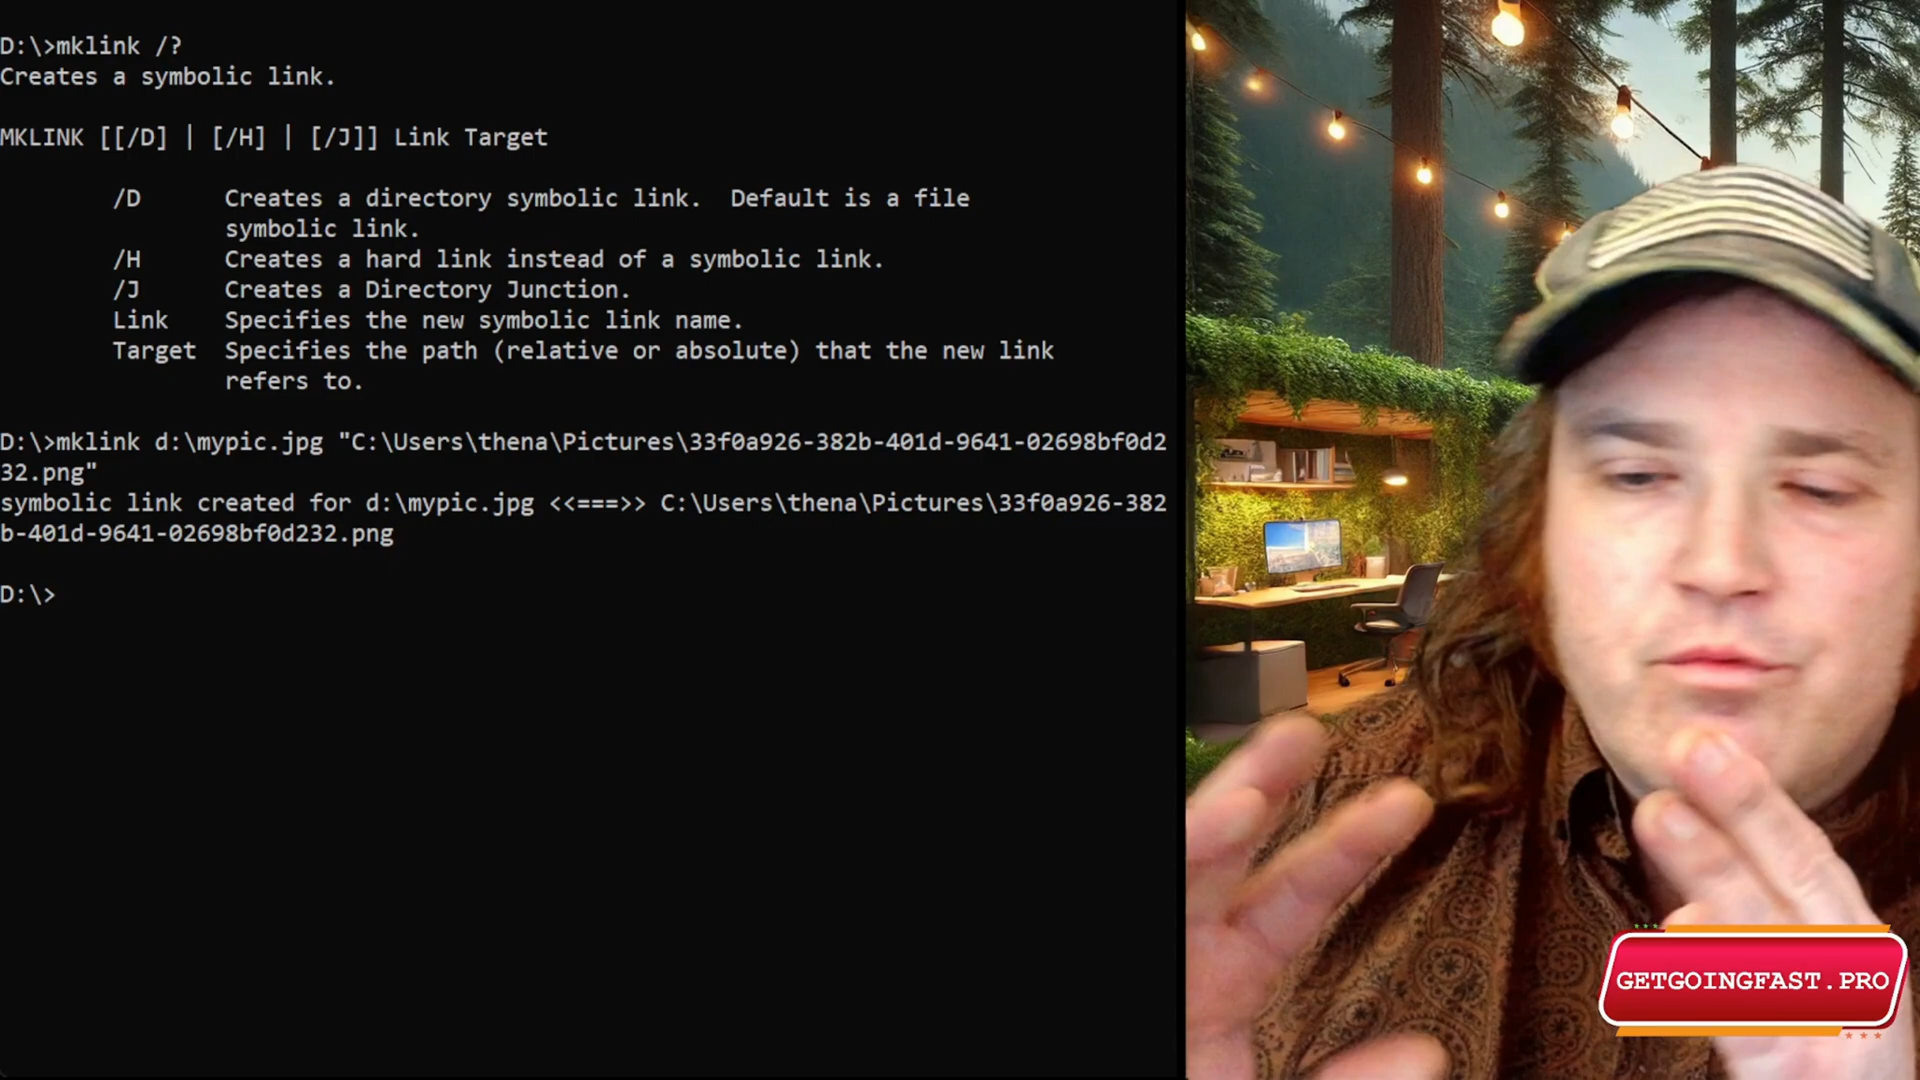 D:\>mklink /?
Creates a symbolic link.
MKLINK [[/D] | [/H] | [/J]] Link Target
/D Creates a directory symbolic link. Default is a file
symbolic link.
/H Creates a hard link instead of a symbolic link.
/J Creates a Directory Junction.
Link Specifies the new symbolic link name.
Target Specifies the path (relative or absolute) that the new link
refers to.
D:\>mklink d:\mypic.jpg "C:\Users\thena\Pictures\33f0a926-382b-401d-9641-02698bf0d2
32.png"
symbolic link created for d:\mypic.jpg <<===>> C:\Users\thena\Pictures\33f0a926-382
b-401d-9641-02698bf0d232.png
D:\>
GETGOINGFAST.PRO